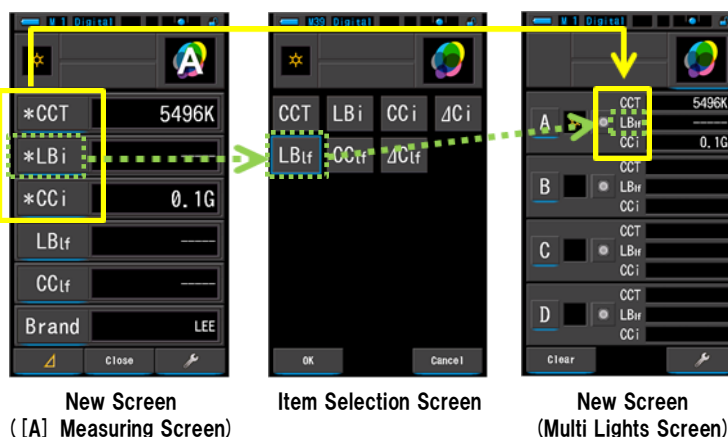 M 1 Digital
A
*CCT 5496K
*LBi -----
*CCi 0.1G
LBlf -----
CClf -----
Brand LEE
Close
New Screen
([A] Measuring Screen)
M39 Digital
CCT LBi CCi ⊿Ci
LBlf CClf ⊿Clf
OK Cancel
Item Selection Screen
M 1 Digital
A
CCT 5496K
LBlf -----
CCi 0.1G
B
CCT
LBlf
CCi
C
CCT
LBlf
CCi
D
CCT
LBlf
CCi
Clear
New Screen
(Multi Lights Screen)